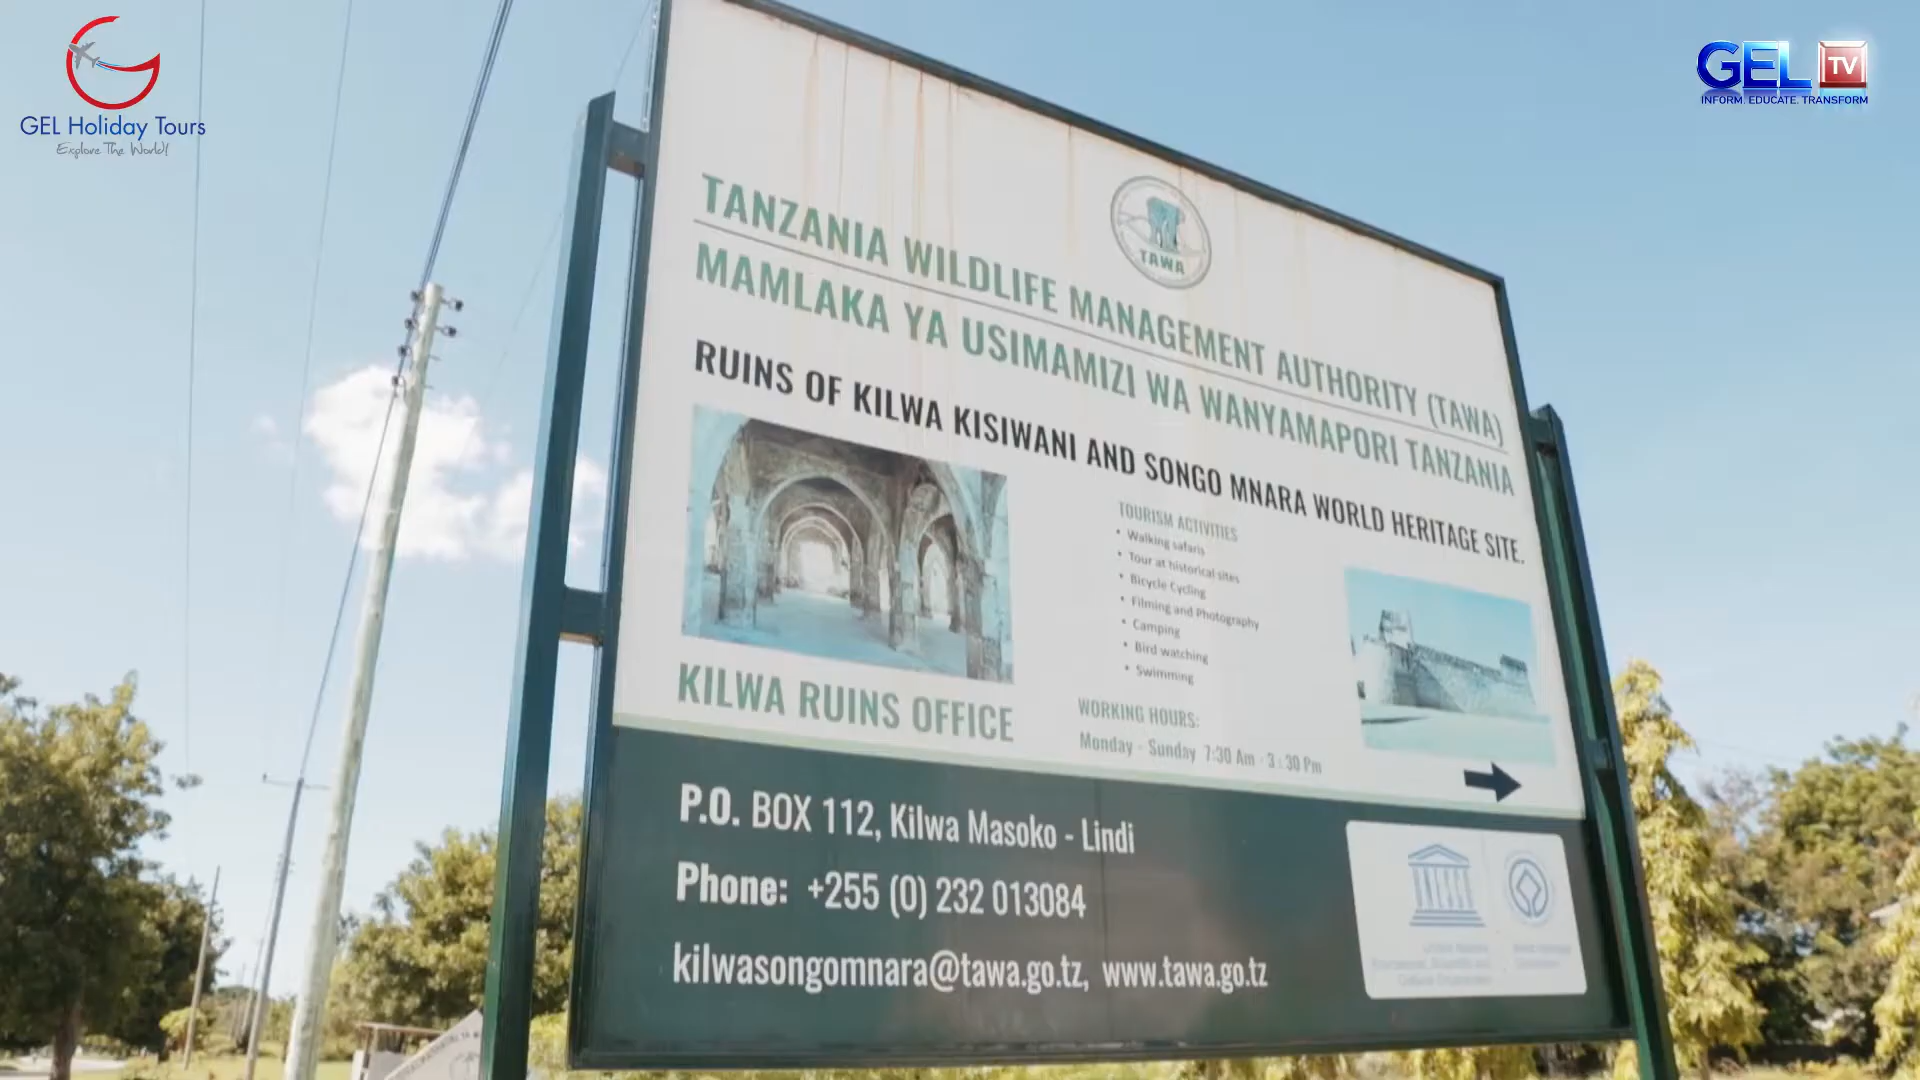 GEL Holiday Tours
Explore The World!
GEL TV
INFORM. EDUCATE. TRANSFORM
TAWA
TANZANIA WILDLIFE MANAGEMENT AUTHORITY (TAWA)
MAMLAKA YA USIMAMIZI WA WANYAMAPORI TANZANIA
RUINS OF KILWA KISIWANI AND SONGO MNARA WORLD HERITAGE SITE.
TOURISM ACTIVITIES
• Walking safaris
• Tour at historical sites
• Bicycle Cycling
• Filming and Photography
• Camping
• Bird watching
• Swimming
KILWA RUINS OFFICE
WORKING HOURS:
Monday - Sunday 7:30 Am - 3:30 Pm
P.O. BOX 112, Kilwa Masoko - Lindi
Phone: +255 (0) 232 013084
kilwasongomnara@tawa.go.tz, www.tawa.go.tz
UNESCO